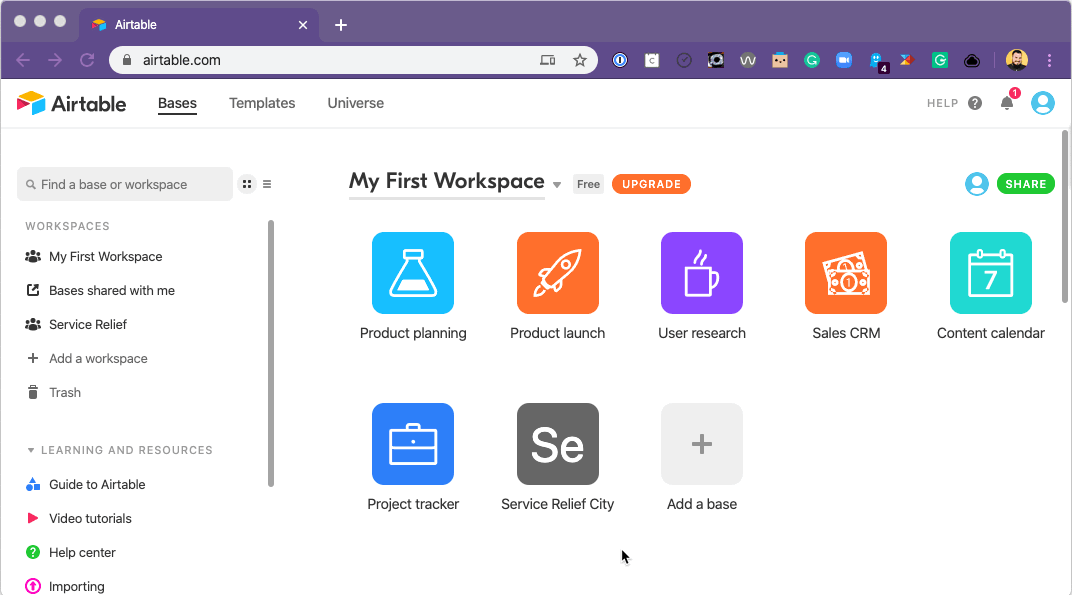 Airtable
airtable.com
4
Airtable
Bases
Templates
Universe
HELP
?
1
Find a base or workspace
WORKSPACES
My First Workspace
Bases shared with me
Service Relief
Add a workspace
Trash
LEARNING AND RESOURCES
Guide to Airtable
Video tutorials
Help center
Importing
My First Workspace
Free
UPGRADE
SHARE
Product planning
Product launch
User research
Sales CRM
7
Content calendar
Project tracker
Se
Service Relief City
Add a base